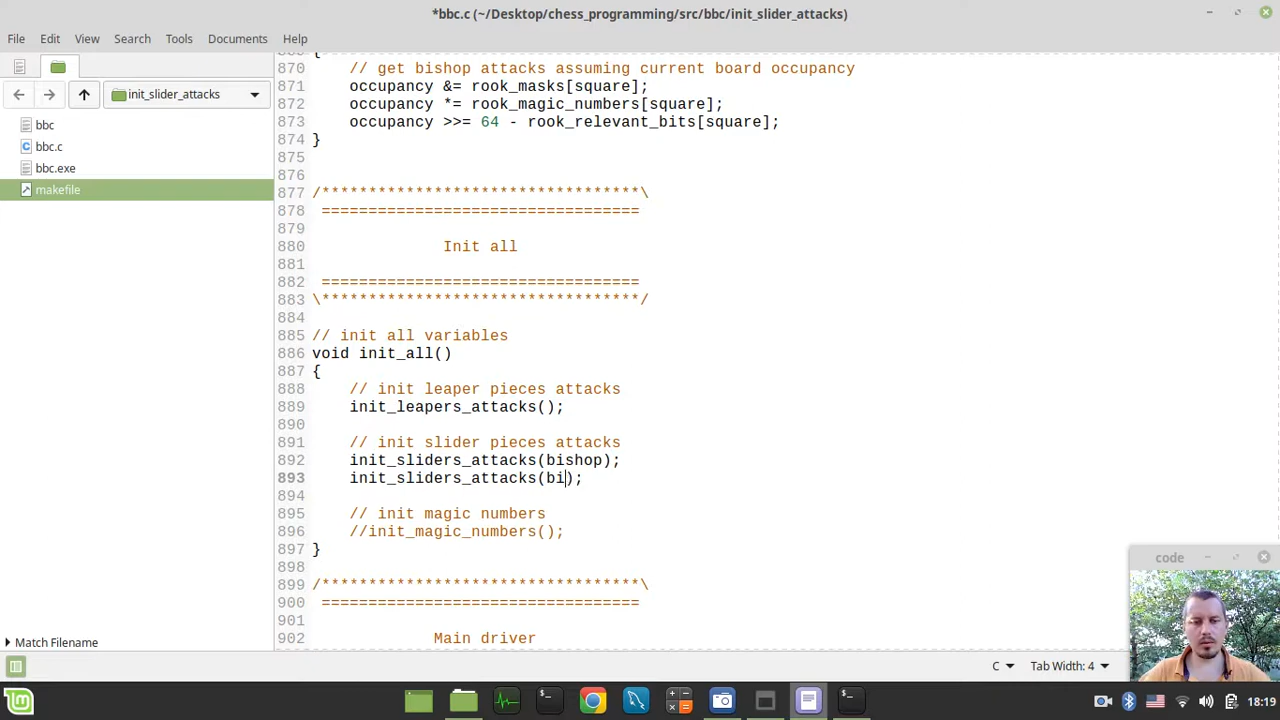 *bbc.c (~/Desktop/chess_programming/src/bbc/init_slider_attacks)
File Edit View Search Tools Documents Help
init_slider_attacks
bbc
bbc.c
bbc.exe
makefile
Match Filename
870 // get bishop attacks assuming current board occupancy
871 occupancy &= rook_masks[square];
872 occupancy *= rook_magic_numbers[square];
873 occupancy >>= 64 - rook_relevant_bits[square];
874 }
875
876
877 /**********************************\
878 ==================================
879
880 Init all
881
882 ==================================
883 \**********************************/
884
885 // init all variables
886 void init_all()
887 {
888 // init leaper pieces attacks
889 init_leapers_attacks();
890
891 // init slider pieces attacks
892 init_sliders_attacks(bishop);
893 init_sliders_attacks(bi);
894
895 // init magic numbers
896 //init_magic_numbers();
897 }
898
899 /**********************************\
900 ==================================
901
902 Main driver
code
C Tab Width: 4
18:19